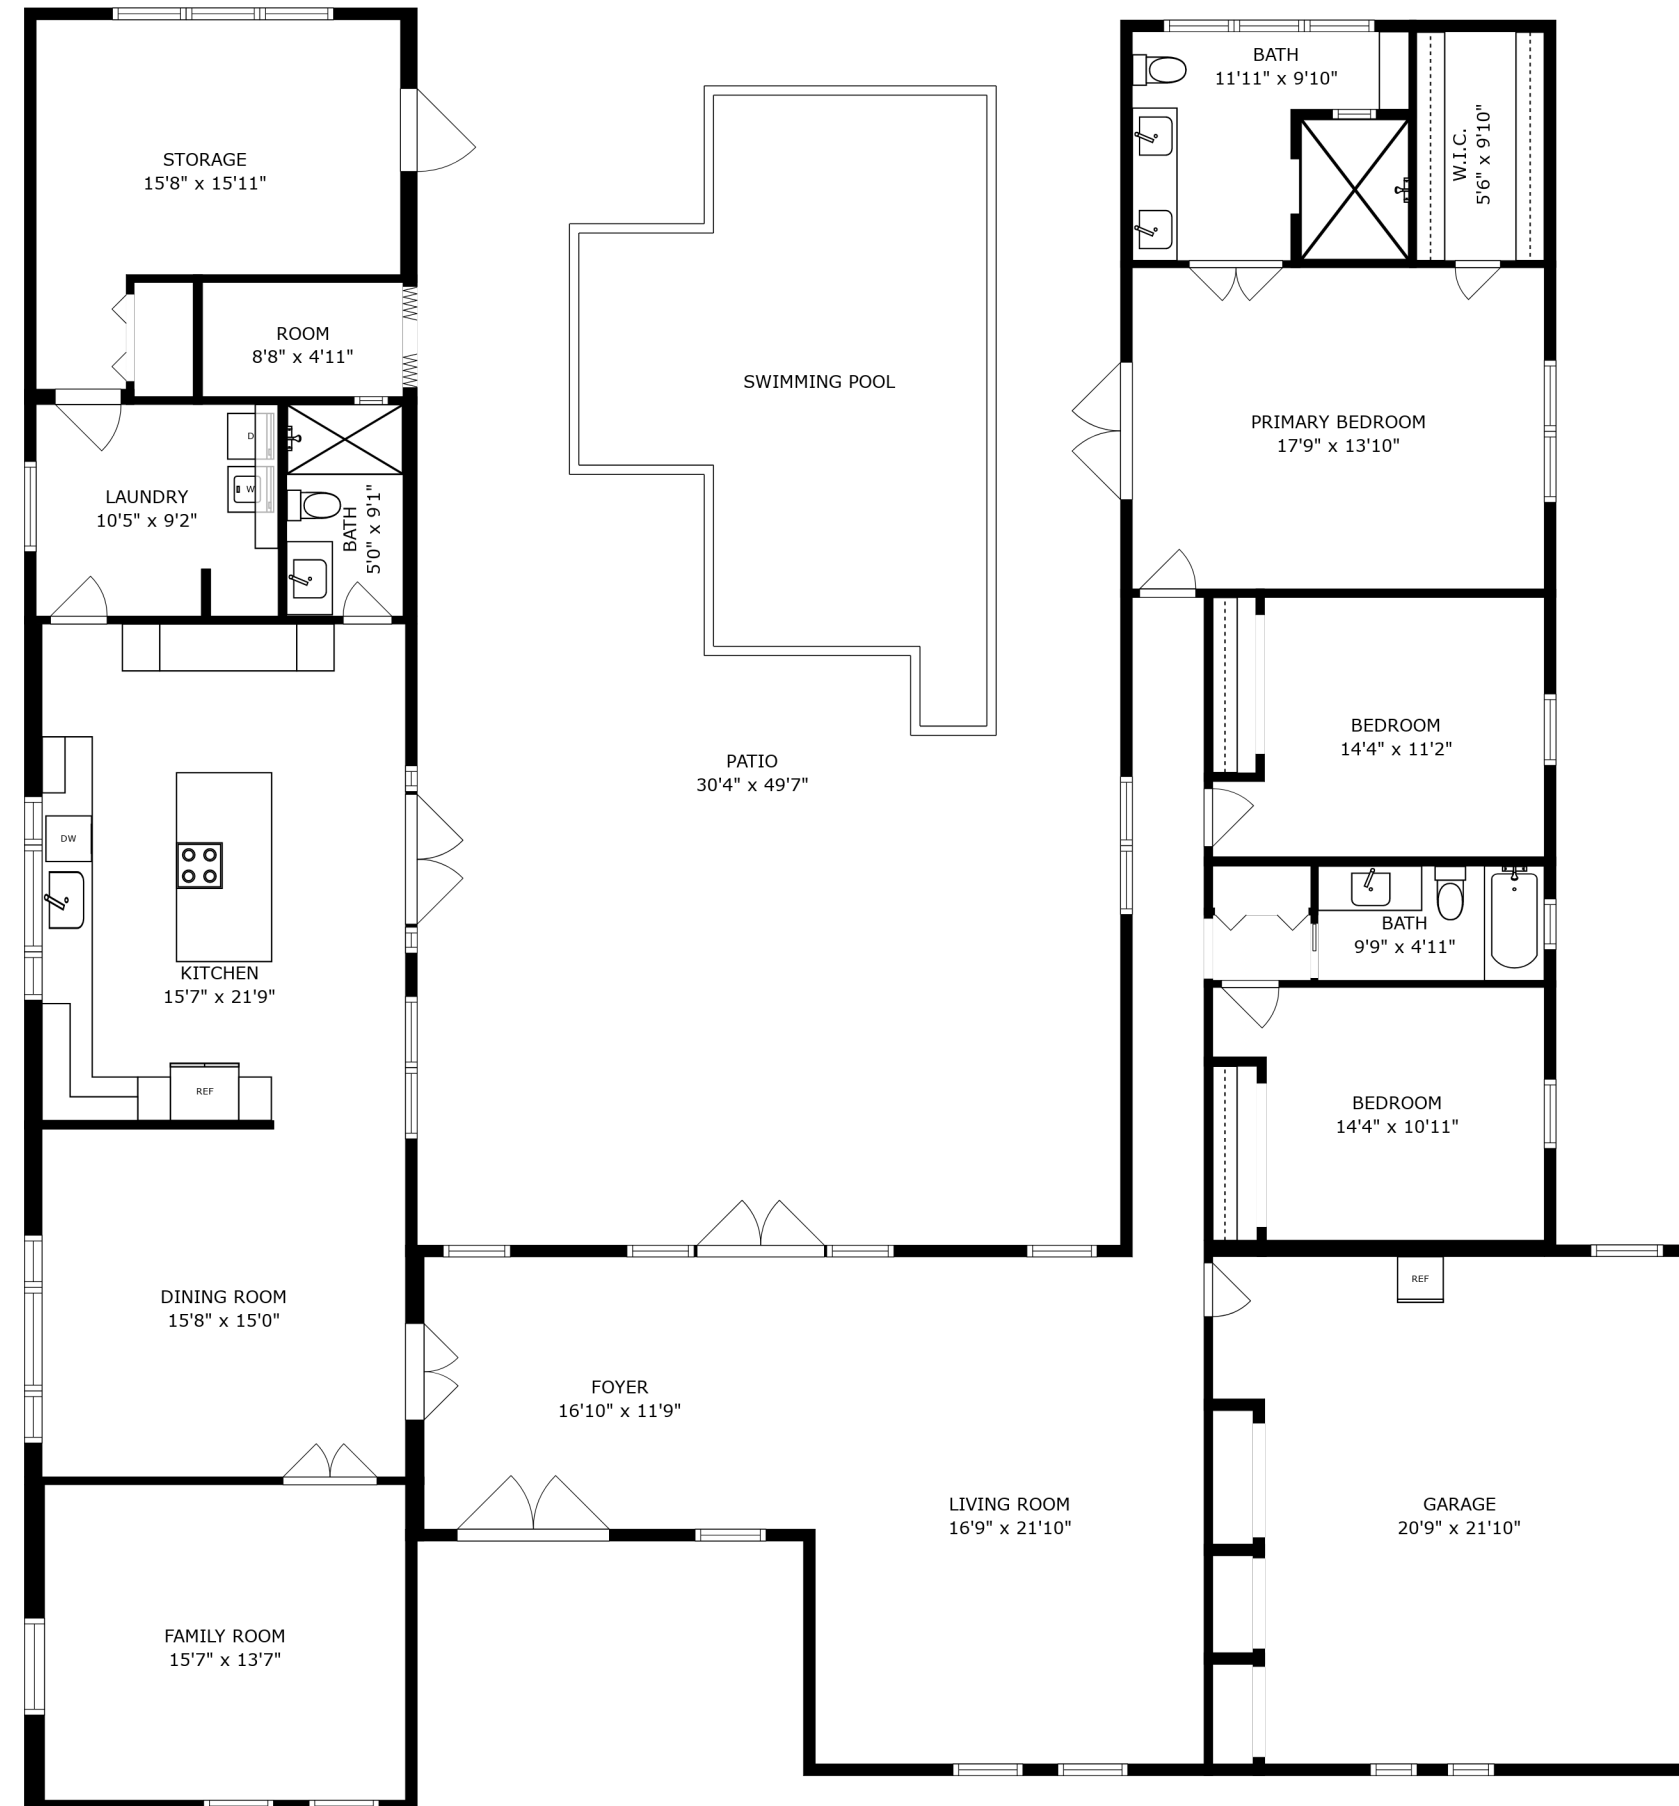 BATH
11'11" x 9'10"
W.I.C.
5'6" x 9'10"
STORAGE
15'8" x 15'11"
ROOM
8'8" x 4'11"
SWIMMING POOL
PRIMARY BEDROOM
17'9" x 13'10"
D
W
LAUNDRY
10'5" x 9'2"
BATH
5'0" x 9'1"
BEDROOM
14'4" x 11'2"
PATIO
30'4" x 49'7"
DW
KITCHEN
15'7" x 21'9"
BATH
9'9" x 4'11"
REF
BEDROOM
14'4" x 10'11"
REF
DINING ROOM
15'8" x 15'0"
FOYER
16'10" x 11'9"
LIVING ROOM
16'9" x 21'10"
GARAGE
20'9" x 21'10"
FAMILY ROOM
15'7" x 13'7"